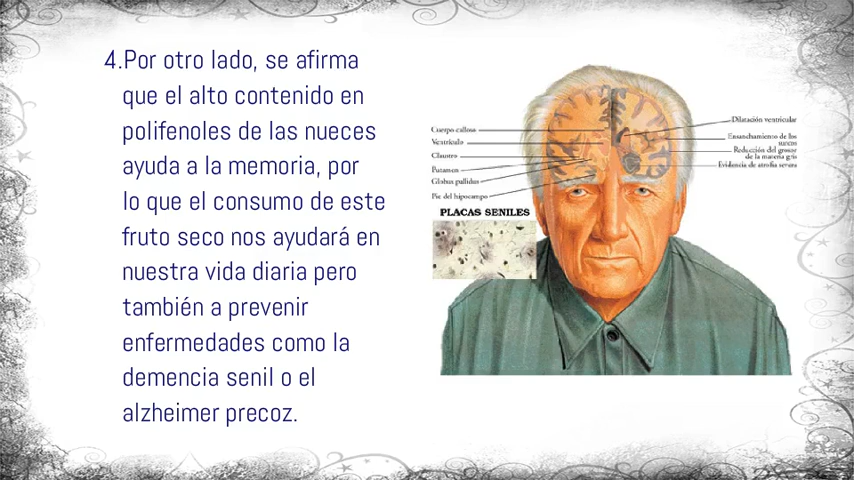 4.Por otro lado, se afirma
que el alto contenido en
polifenoles de las nueces
ayuda a la memoria, por
lo que el consumo de este
fruto seco nos ayudará en
nuestra vida diaria pero
también a prevenir
enfermedades como la
demencia senil o el
alzheimer precoz.
Cuerpo calloso
Ventrículo
Claustro
Putamen
Globus pallidus
Pie del hipocampo
PLACAS SENILES
Dilatación ventricular
Ensanchamiento de los
surcos
Reducción del grosor
de la materia gris
Evidencia de atrofia severa